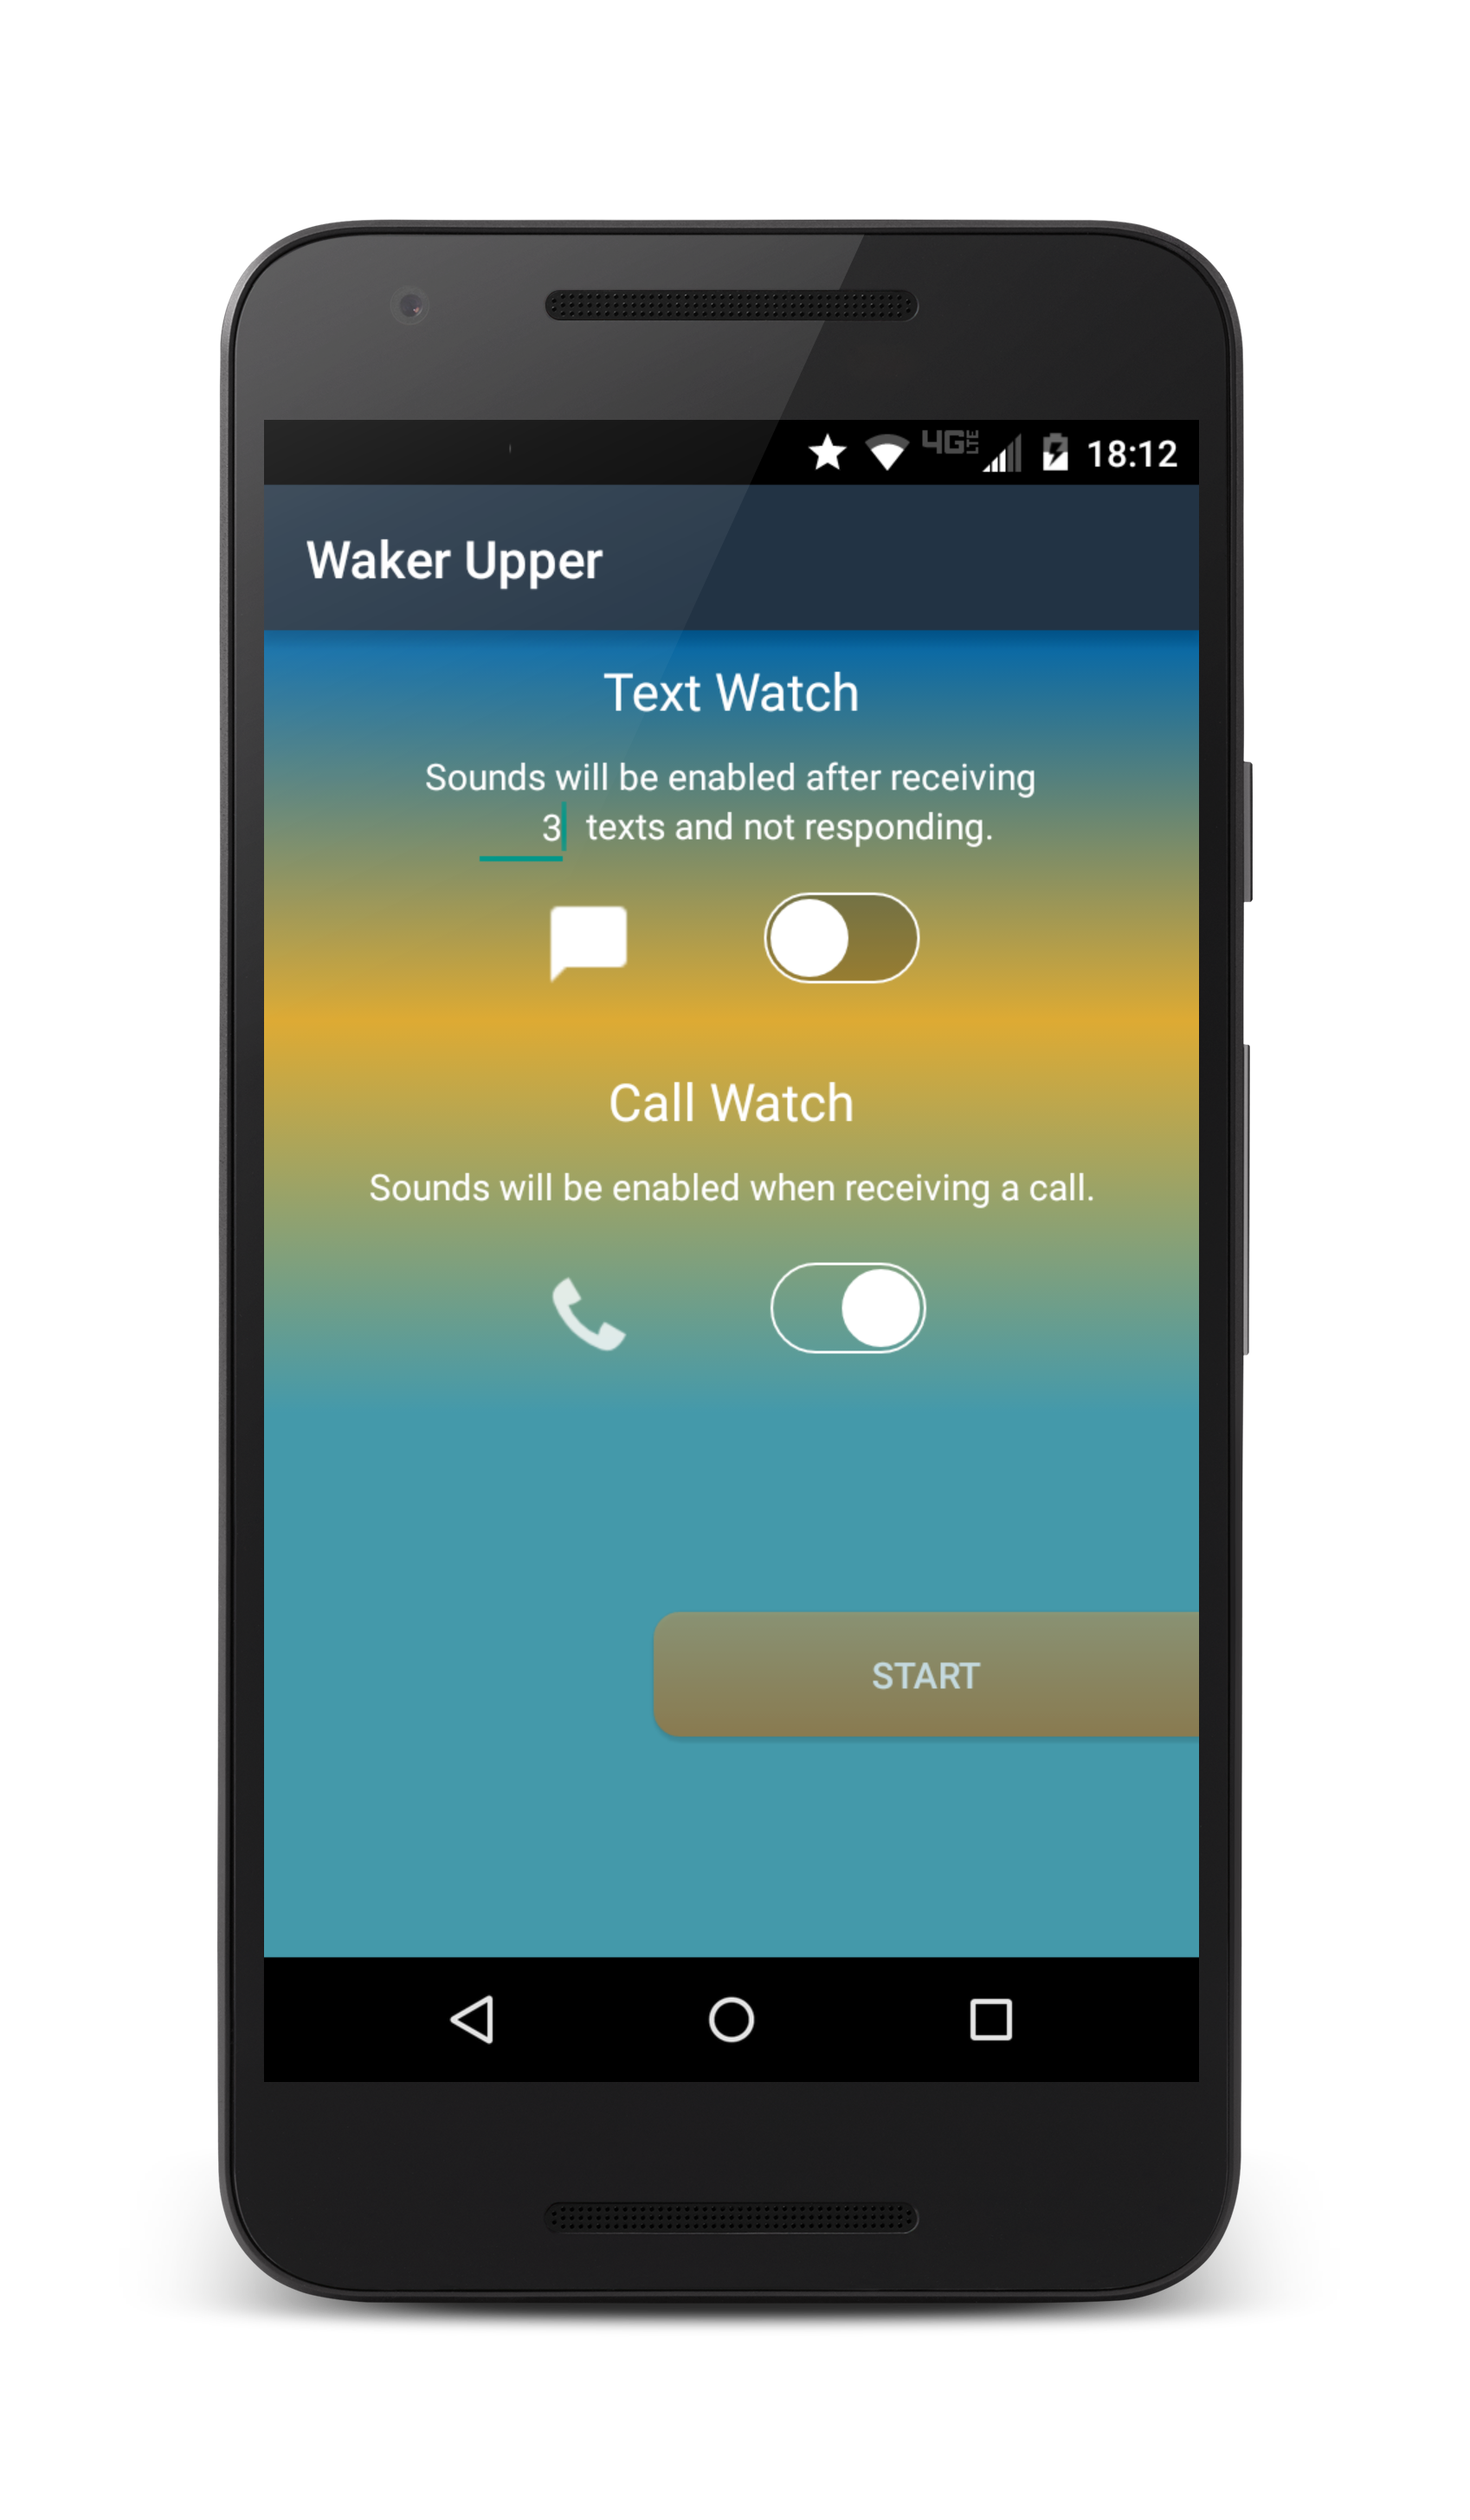 4G LTE 18:12
Waker Upper
Text Watch
Sounds will be enabled after receiving
3 texts and not responding.
Call Watch
Sounds will be enabled when receiving a call.
START